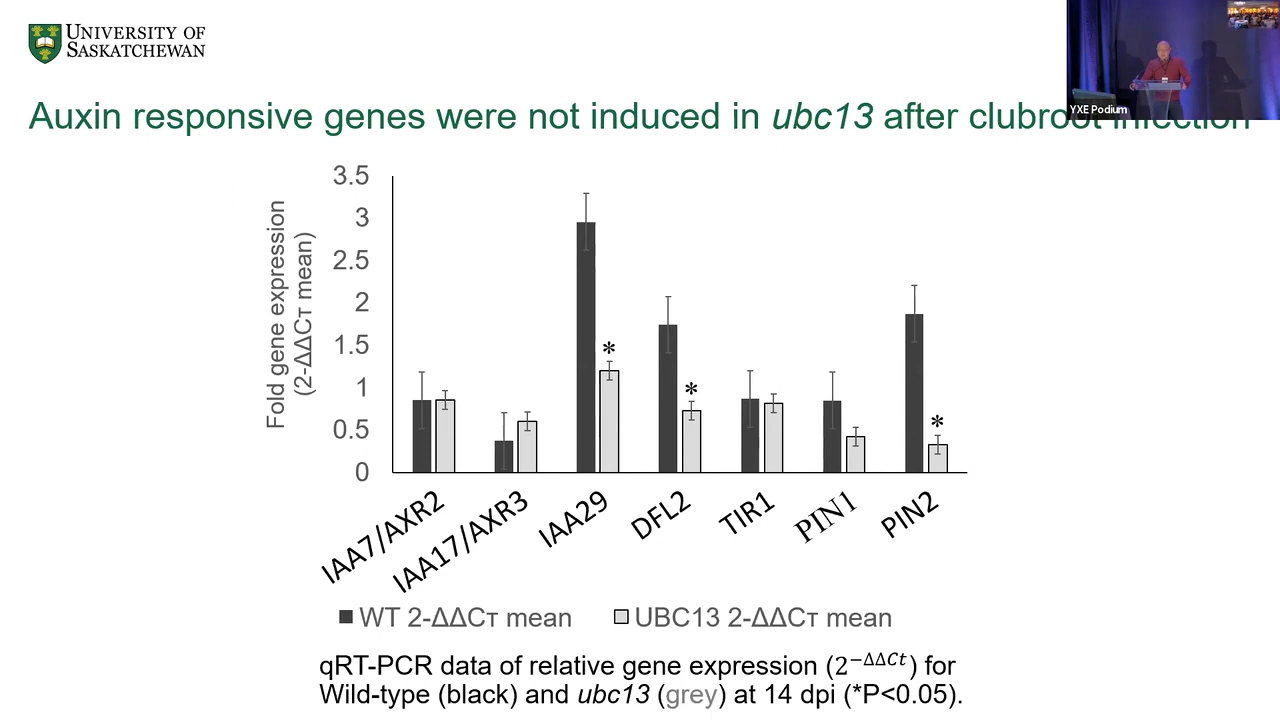 UNIVERSITY OF
SASKATCHEWAN
YXE Podium
Auxin responsive genes were not induced in ubc13 after clubroot infection
Fold gene expression
(2-ΔΔCт mean)
3.5
3
2.5
2
1.5
1
0.5
0
*
*
*
IAA7/AXR2
IAA17/AXR3
IAA29
DFL2
TIR1
PIN1
PIN2
WT 2-ΔΔCт mean
UBC13 2-ΔΔCт mean
qRT-PCR data of relative gene expression (2^−ΔΔCt) for
Wild-type (black) and ubc13 (grey) at 14 dpi (*P<0.05).